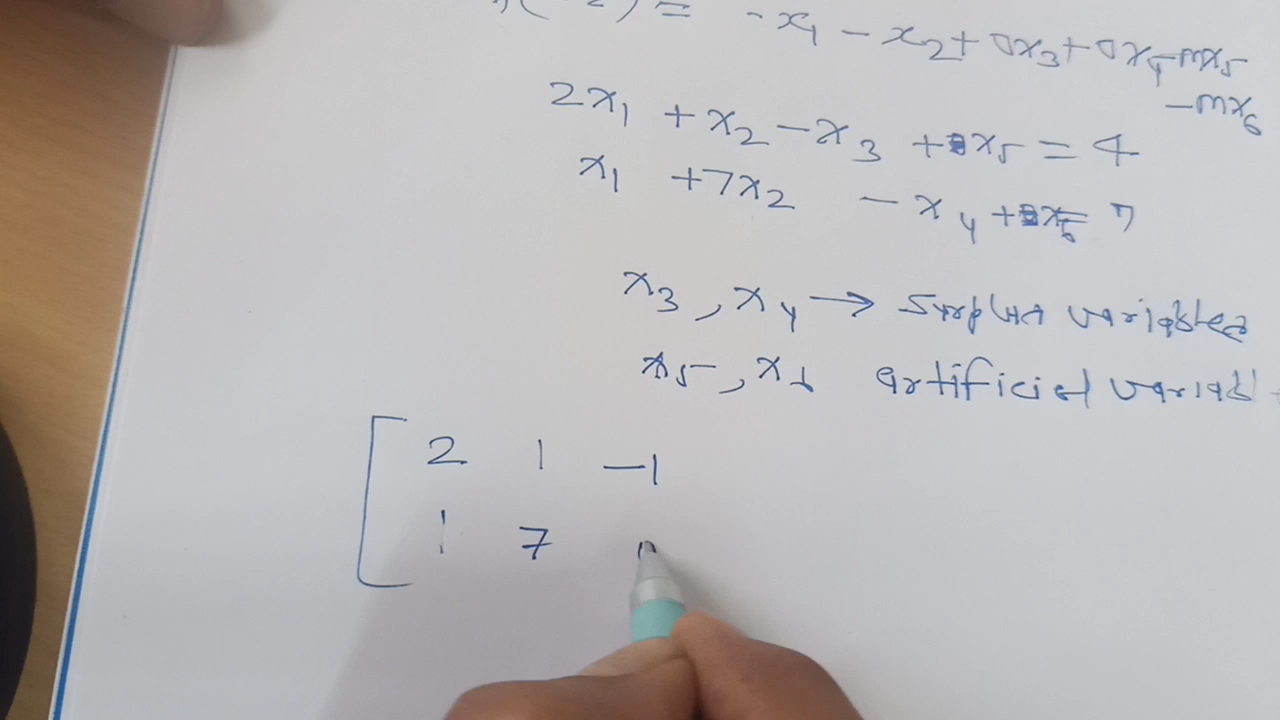 = -x1 - x2 + 0x3 + 0x4 - mx5
- mx6
2x1 + x2 - x3 + x5 = 4
x1 + 7x2 - x4 + x6 = 7
x3, x4 → surplus variables
x5, x6 artificial variabl
2 1 -1
1 7